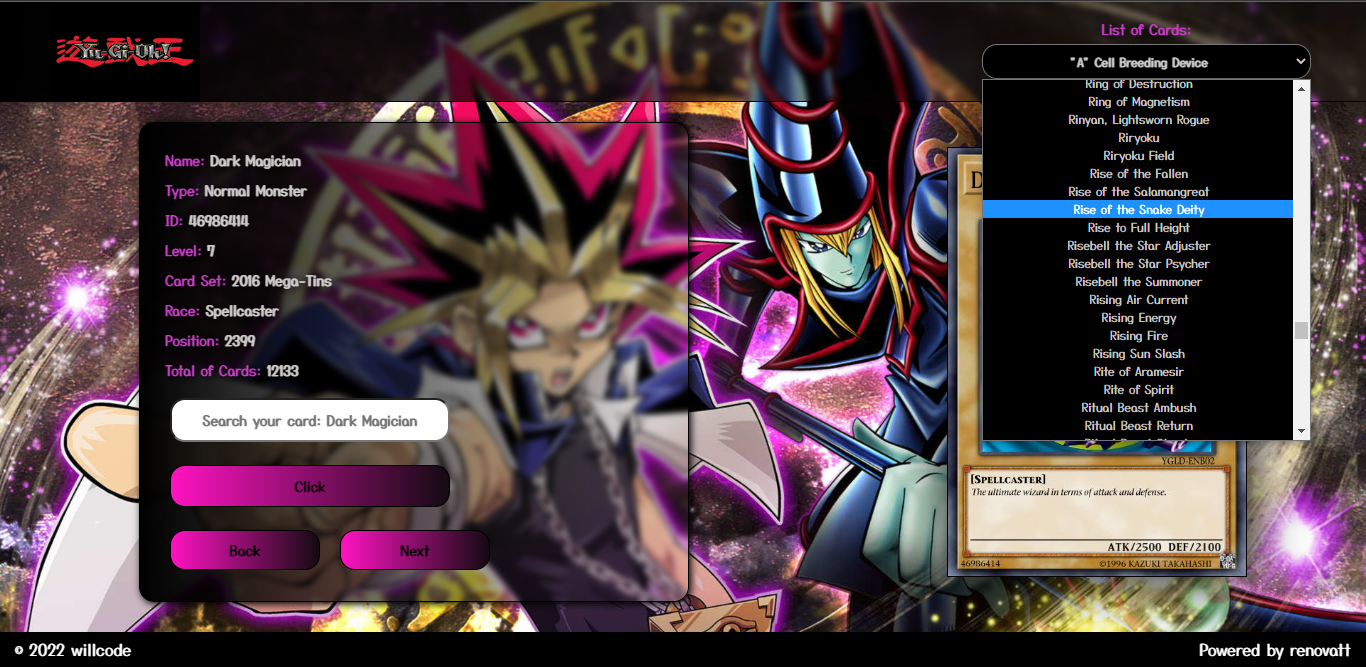 遊戯王
Yu-Gi-Oh!
List of Cards:
"A" Cell Breeding Device
Ring of Destruction
Ring of Magnetism
Rinyan, Lightsworn Rogue
Riryoku
Riryoku Field
Rise of the Fallen
Rise of the Salamangreat
Rise of the Snake Deity
Rise to Full Height
Risebell the Star Adjuster
Risebell the Star Psycher
Risebell the Summoner
Rising Air Current
Rising Energy
Rising Fire
Rising Sun Slash
Rite of Aramesir
Rite of Spirit
Ritual Beast Ambush
Ritual Beast Return
Name: Dark Magician
Type: Normal Monster
ID: 46986414
Level: 7
Card Set: 2016 Mega-Tins
Race: Spellcaster
Position: 2399
Total of Cards: 12133
Search your card: Dark Magician
Click
Back
Next
D
YGLD-ENB02
[SPELLCASTER]
The ultimate wizard in terms of attack and defense.
ATK/2500 DEF/2100
46986414
©1996 KAZUKI TAKAHASHI
© 2022 willcode
Powered by renovatt